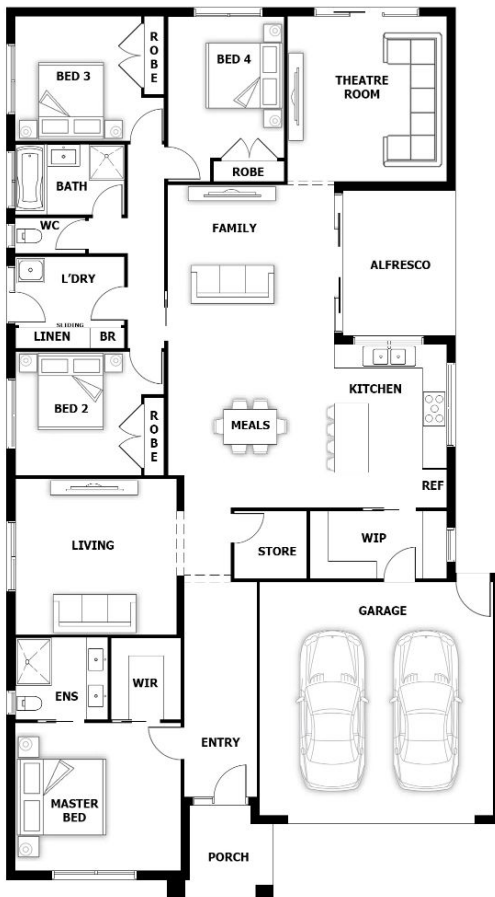 BED 3
ROBE
BED 4
THEATRE
ROOM
ROBE
BATH
WC
FAMILY
ALFRESCO
L'DRY
SLIDING
LINEN
BR
BED 2
ROBE
KITCHEN
MEALS
REF
LIVING
STORE
WIP
GARAGE
ENS
WIR
ENTRY
MASTER
BED
PORCH